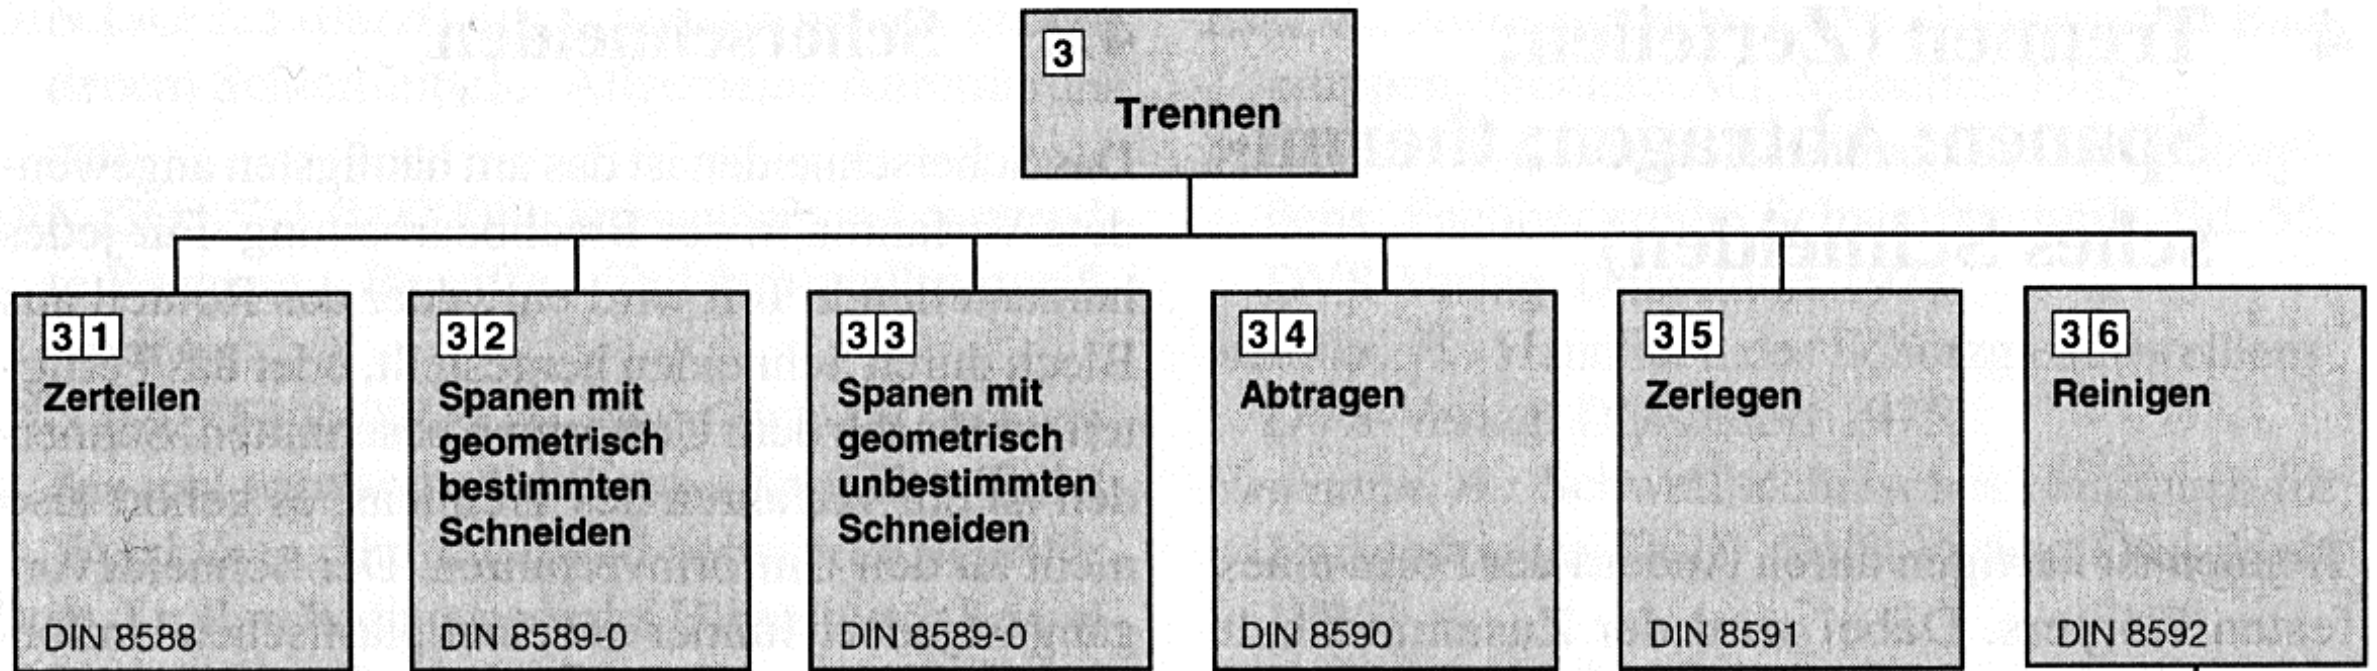 3
Trennen
3 1
Zerteilen
DIN 8588
3 2
Spanen mit
geometrisch
bestimmten
Schneiden
DIN 8589-0
3 3
Spanen mit
geometrisch
unbestimmten
Schneiden
DIN 8589-0
3 4
Abtragen
DIN 8590
3 5
Zerlegen
DIN 8591
3 6
Reinigen
DIN 8592